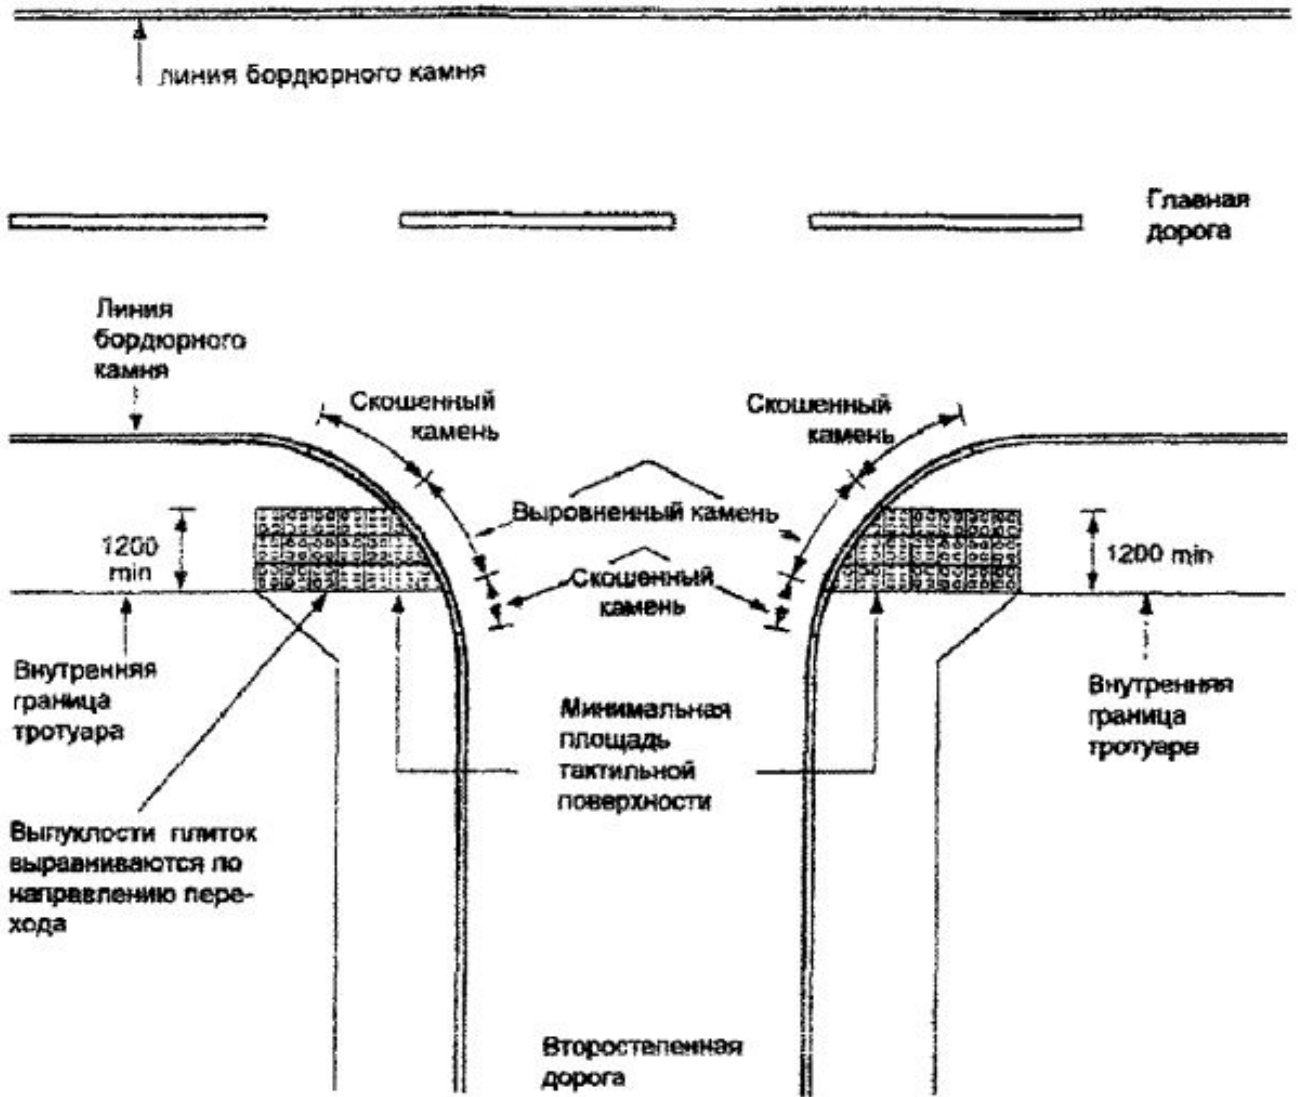 линия бордюрного камня
Главная
дорога
Линия
бордюрного
камня
Скошенный
камень
Скошенный
камень
Выровненный камень
1200
min
1200 min
Скошенный
камень
Внутренняя
граница
тротуара
Минимальная
площадь
тактильной
поверхности
Внутренняя
граница
тротуара
Выпуклости плиток
выравниваются по
направлению пере-
хода
Второстепенная
дорога